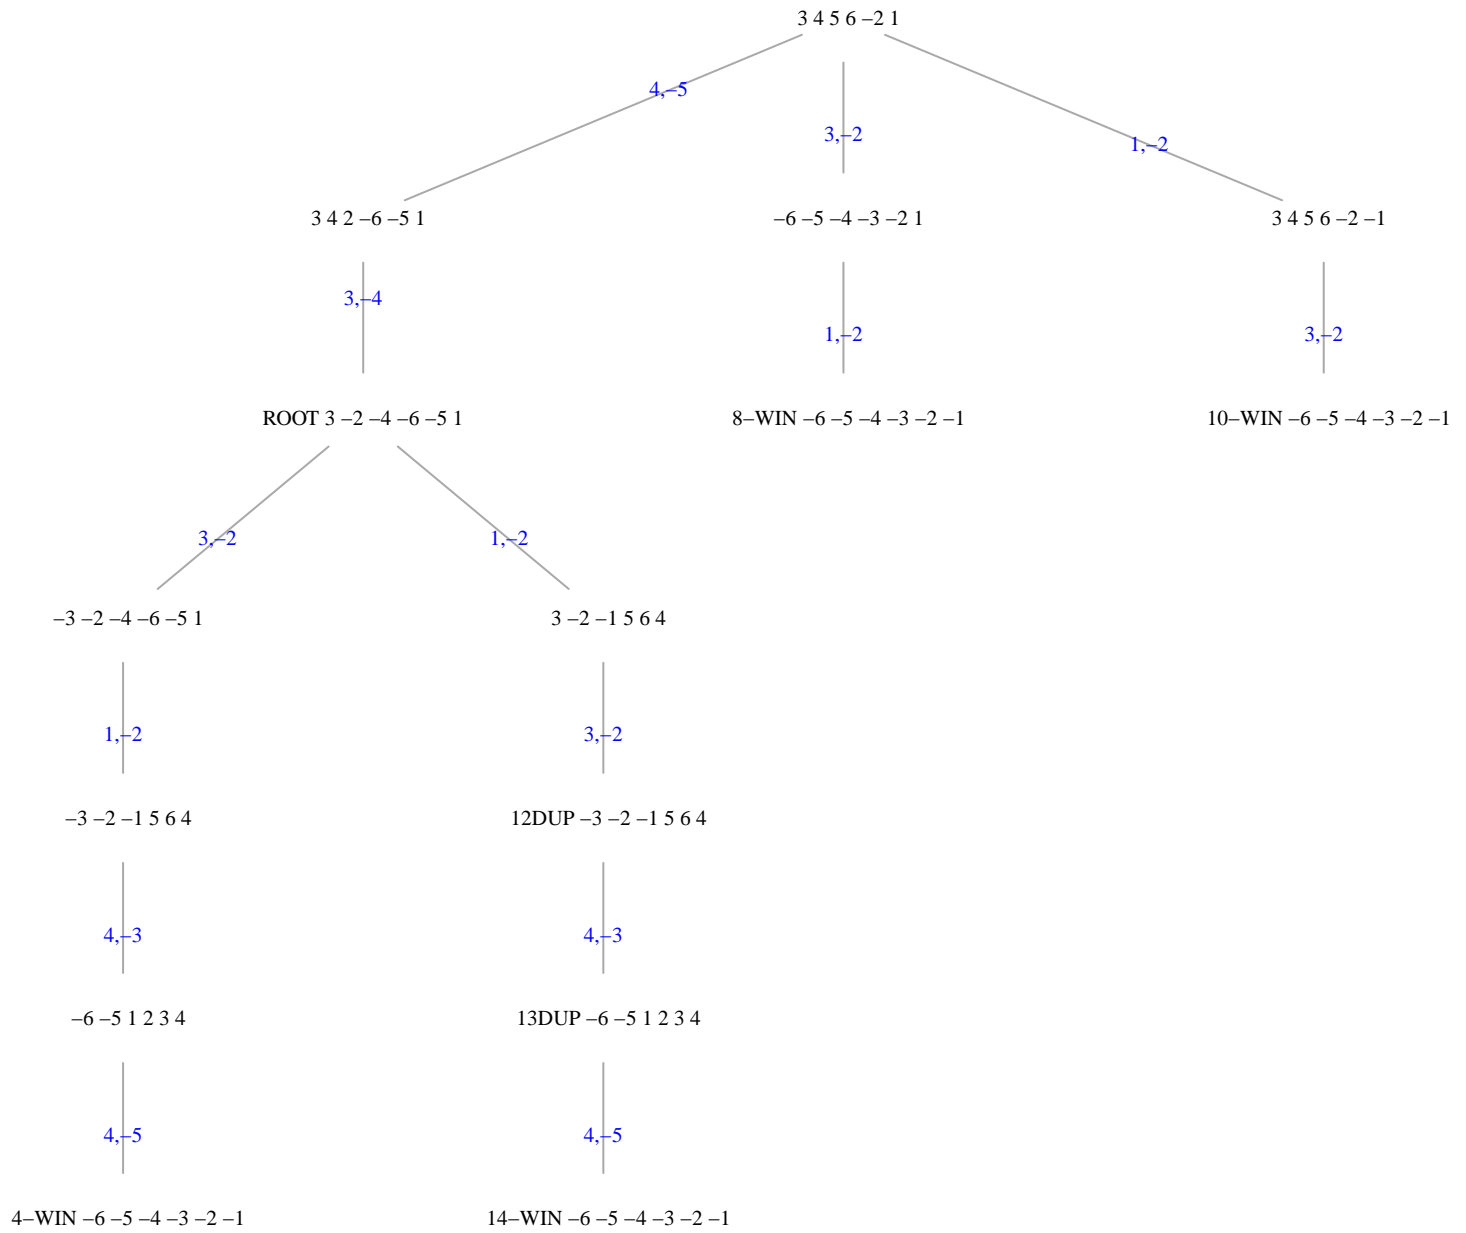 3 4 5 6 −2 1
4,−5
3,−2
1,−2
3 4 2 −6 −5 1
−6 −5 −4 −3 −2 1
3 4 5 6 −2 −1
3,−4
1,−2
3,−2
ROOT 3 −2 −4 −6 −5 1
8−WIN −6 −5 −4 −3 −2 −1
10−WIN −6 −5 −4 −3 −2 −1
3,−2
1,−2
−3 −2 −4 −6 −5 1
3 −2 −1 5 6 4
1,−2
3,−2
−3 −2 −1 5 6 4
12DUP −3 −2 −1 5 6 4
4,−3
4,−3
−6 −5 1 2 3 4
13DUP −6 −5 1 2 3 4
4,−5
4,−5
4−WIN −6 −5 −4 −3 −2 −1
14−WIN −6 −5 −4 −3 −2 −1